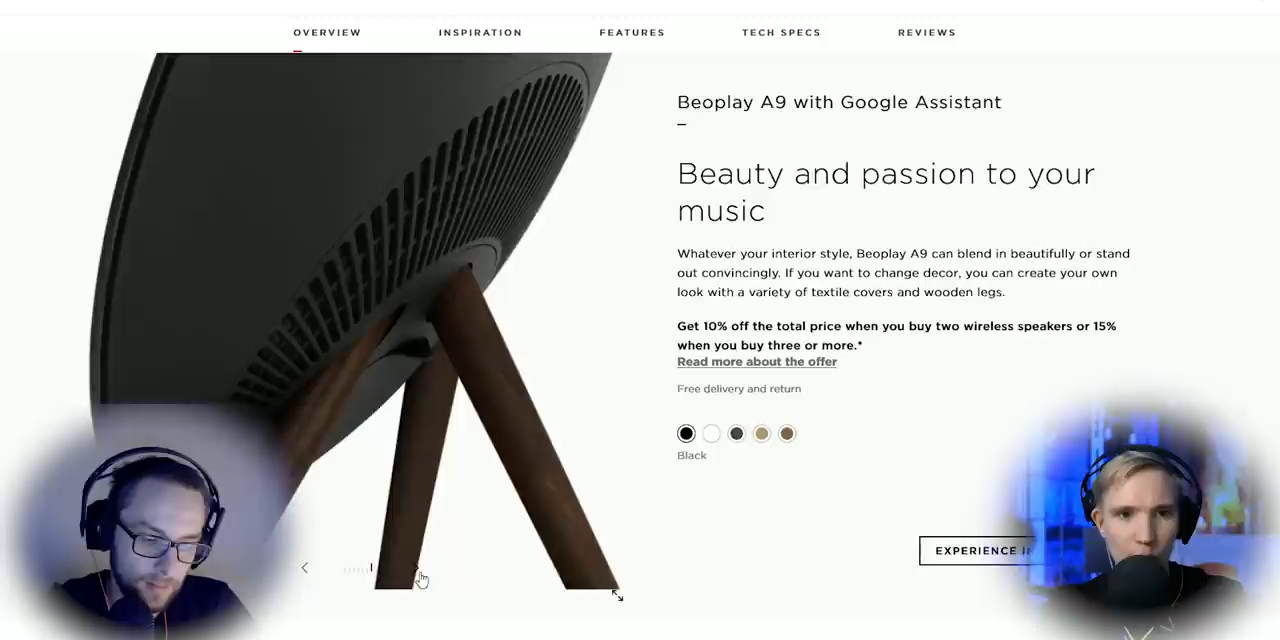 OVERVIEW
INSPIRATION
FEATURES
TECH SPECS
REVIEWS
Beoplay A9 with Google Assistant
Beauty and passion to your
music
Whatever your interior style, Beoplay A9 can blend in beautifully or stand
out convincingly. If you want to change decor, you can create your own
look with a variety of textile covers and wooden legs.
Get 10% off the total price when you buy two wireless speakers or 15%
when you buy three or more.*
Read more about the offer
Free delivery and return
Black
EXPERIENCE